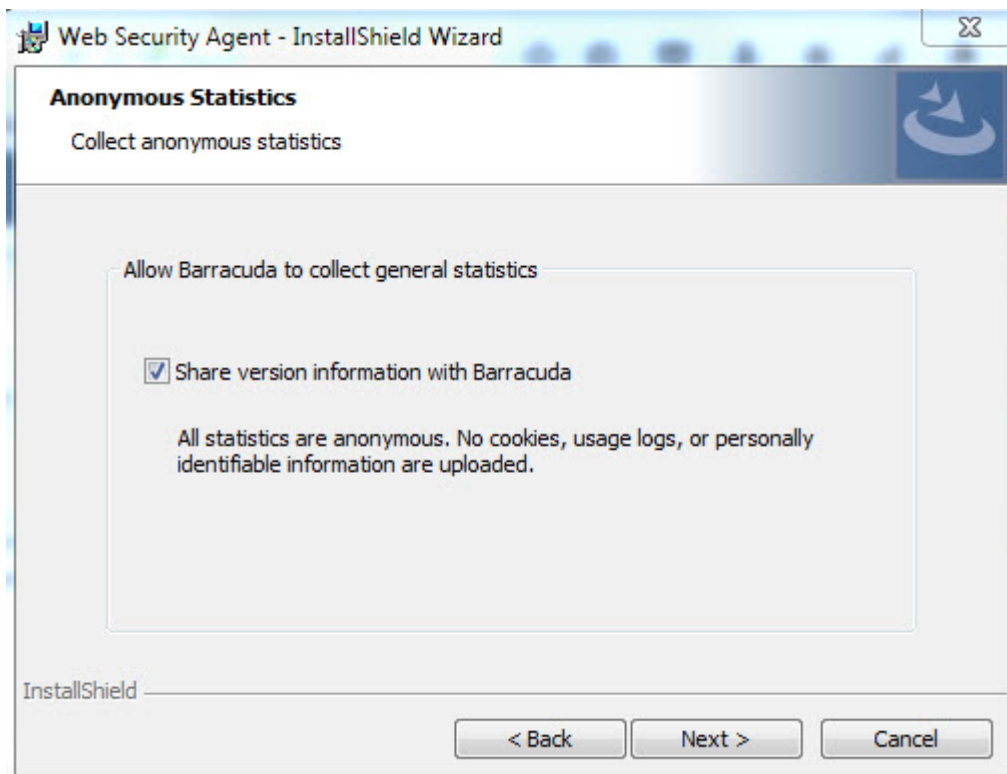 Web Security Agent - InstallShield Wizard
Anonymous Statistics
Collect anonymous statistics
Allow Barracuda to collect general statistics
Share version information with Barracuda
All statistics are anonymous. No cookies, usage logs, or personally
identifiable information are uploaded.
InstallShield
< Back Next > Cancel